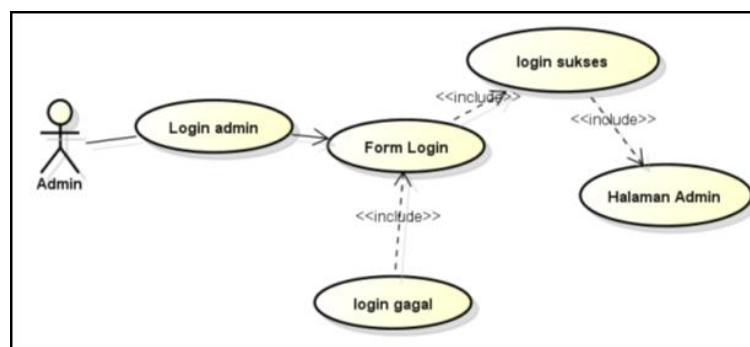 login sukses
<<include>>
<<include>>
Login admin
Form Login
Admin
Halaman Admin
<<include>>
login gagal